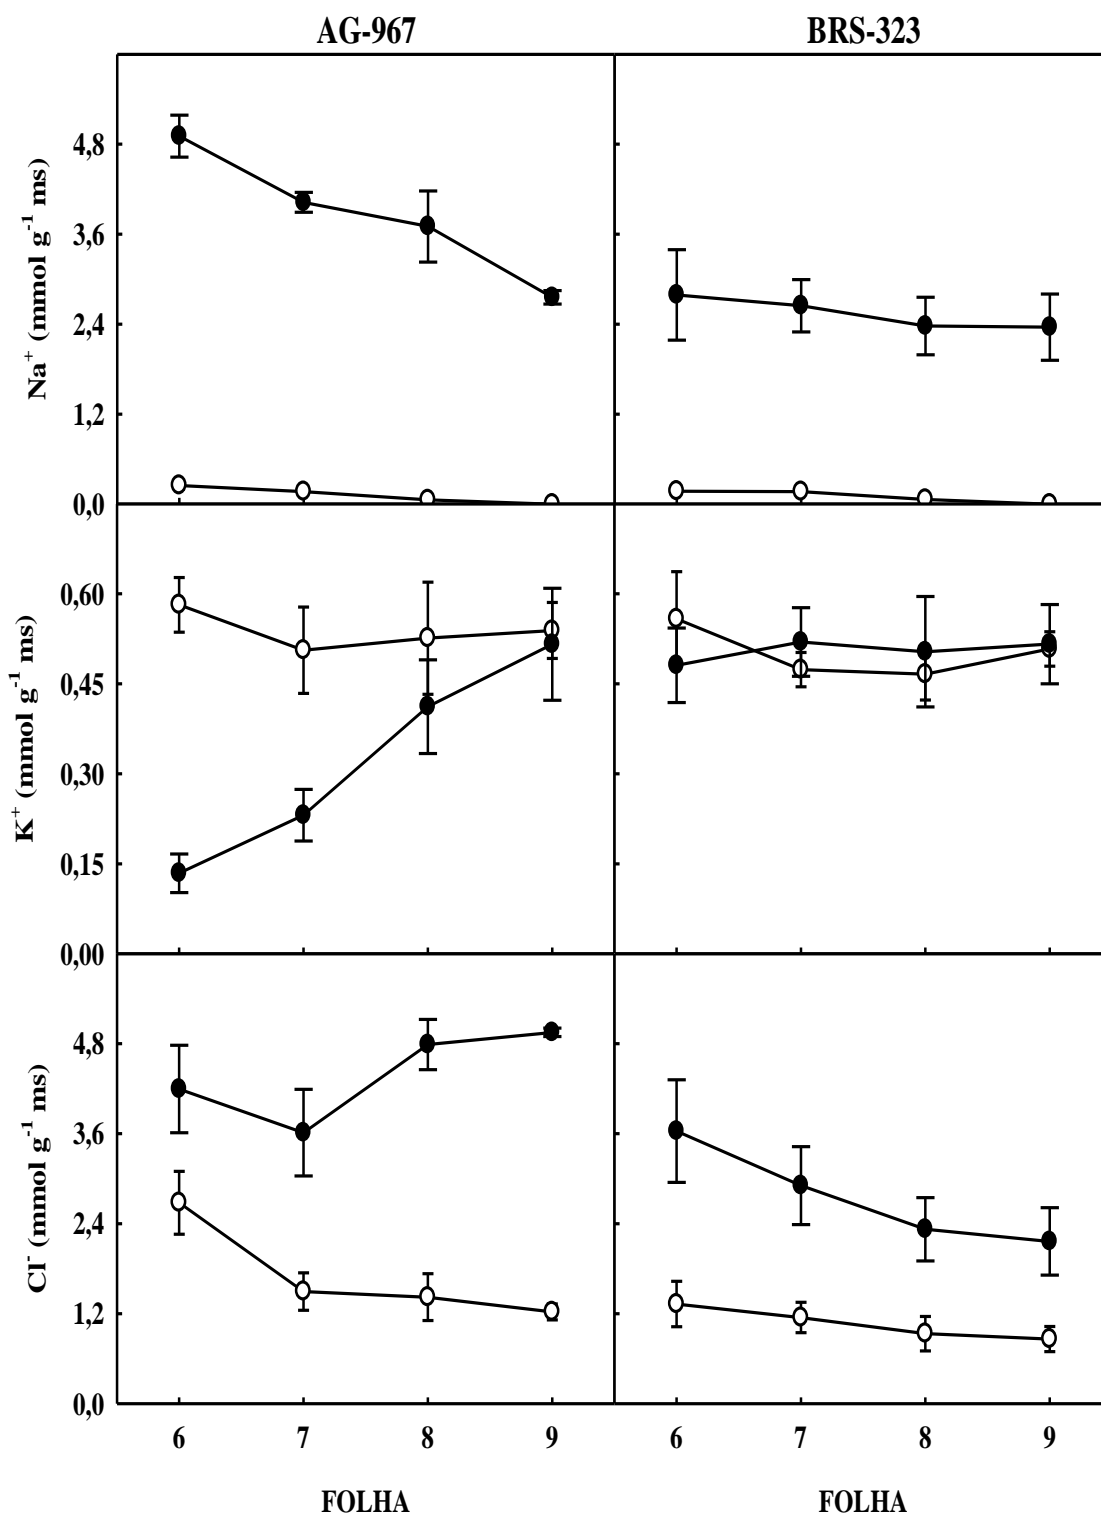 AG-967 BRS-323
Na⁺ (mmol g⁻¹ ms)
4,8
3,6
2,4
1,2
0,0
K⁺ (mmol g⁻¹ ms)
0,60
0,45
0,30
0,15
0,00
Cl⁻ (mmol g⁻¹ ms)
4,8
3,6
2,4
1,2
0,0
6 7 8 9 6 7 8 9
FOLHA FOLHA